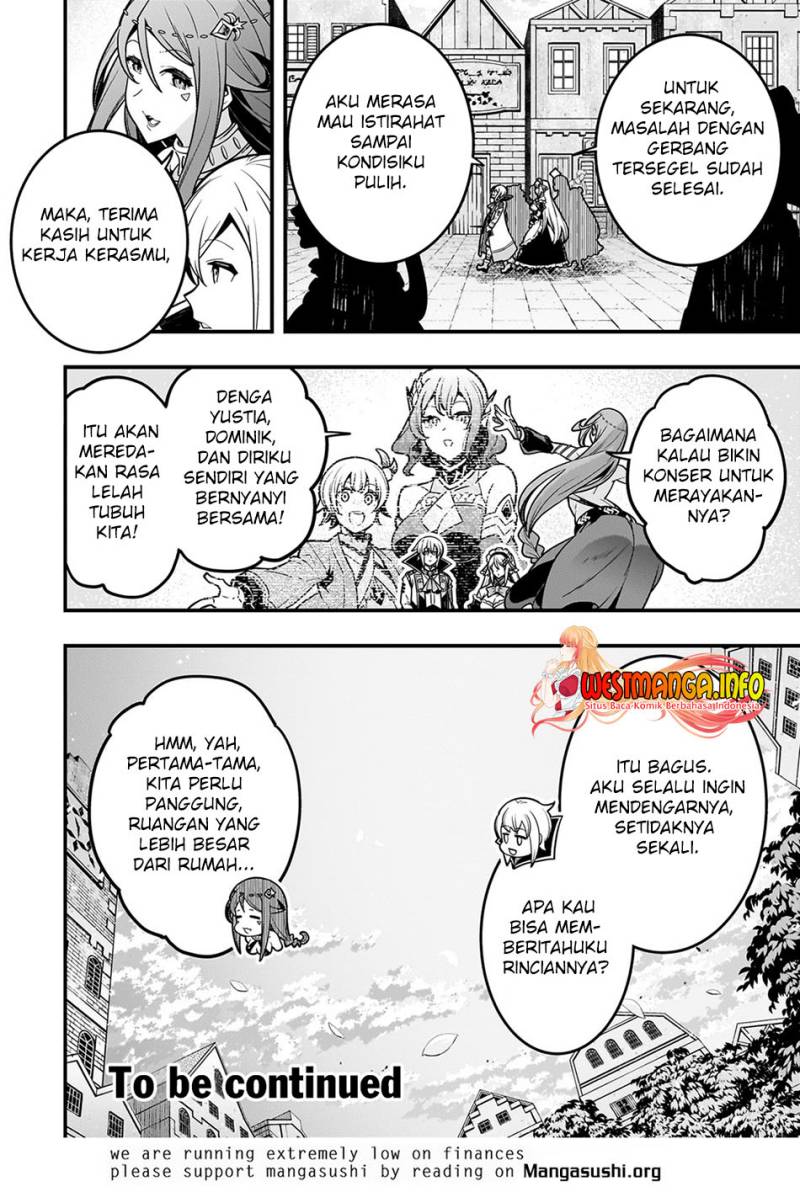 UNTUK
SEKARANG,
MASALAH DENGAN
GERBANG
TERSEGEL SUDAH
SELESAI.
AKU MERASA
MAU ISTIRAHAT
SAMPAI
KONDISIKU
PULIH.
MAKA, TERIMA
KASIH UNTUK
KERJA KERASMU,
BAGAIMANA
KALAU BIKIN
KONSER UNTUK
MERAYAKAN-
NYA?
DENGA
YUSTIA,
DOMINIK,
DAN DIRIKU
SENDIRI YANG
BERNYANYI
BERSAMA!
ITU AKAN
MEREDA-
KAN RASA
LELAH
TUBUH
KITA!
WESTMANGA.INFO
Situs Baca Komik Berbahasa Indonesia
ITU BAGUS.
AKU SELALU INGIN
MENDENGARNYA,
SETIDAKNYA
SEKALI.
APA KAU
BISA MEM-
BERITAHUKU
RINCIANNYA?
HMM, YAH,
PERTAMA-TAMA,
KITA PERLU
PANGGUNG,
RUANGAN YANG
LEBIH BESAR
DARI RUMAH...
To be continued
we are running extremely low on finances
please support mangasushi by reading on Mangasushi.org